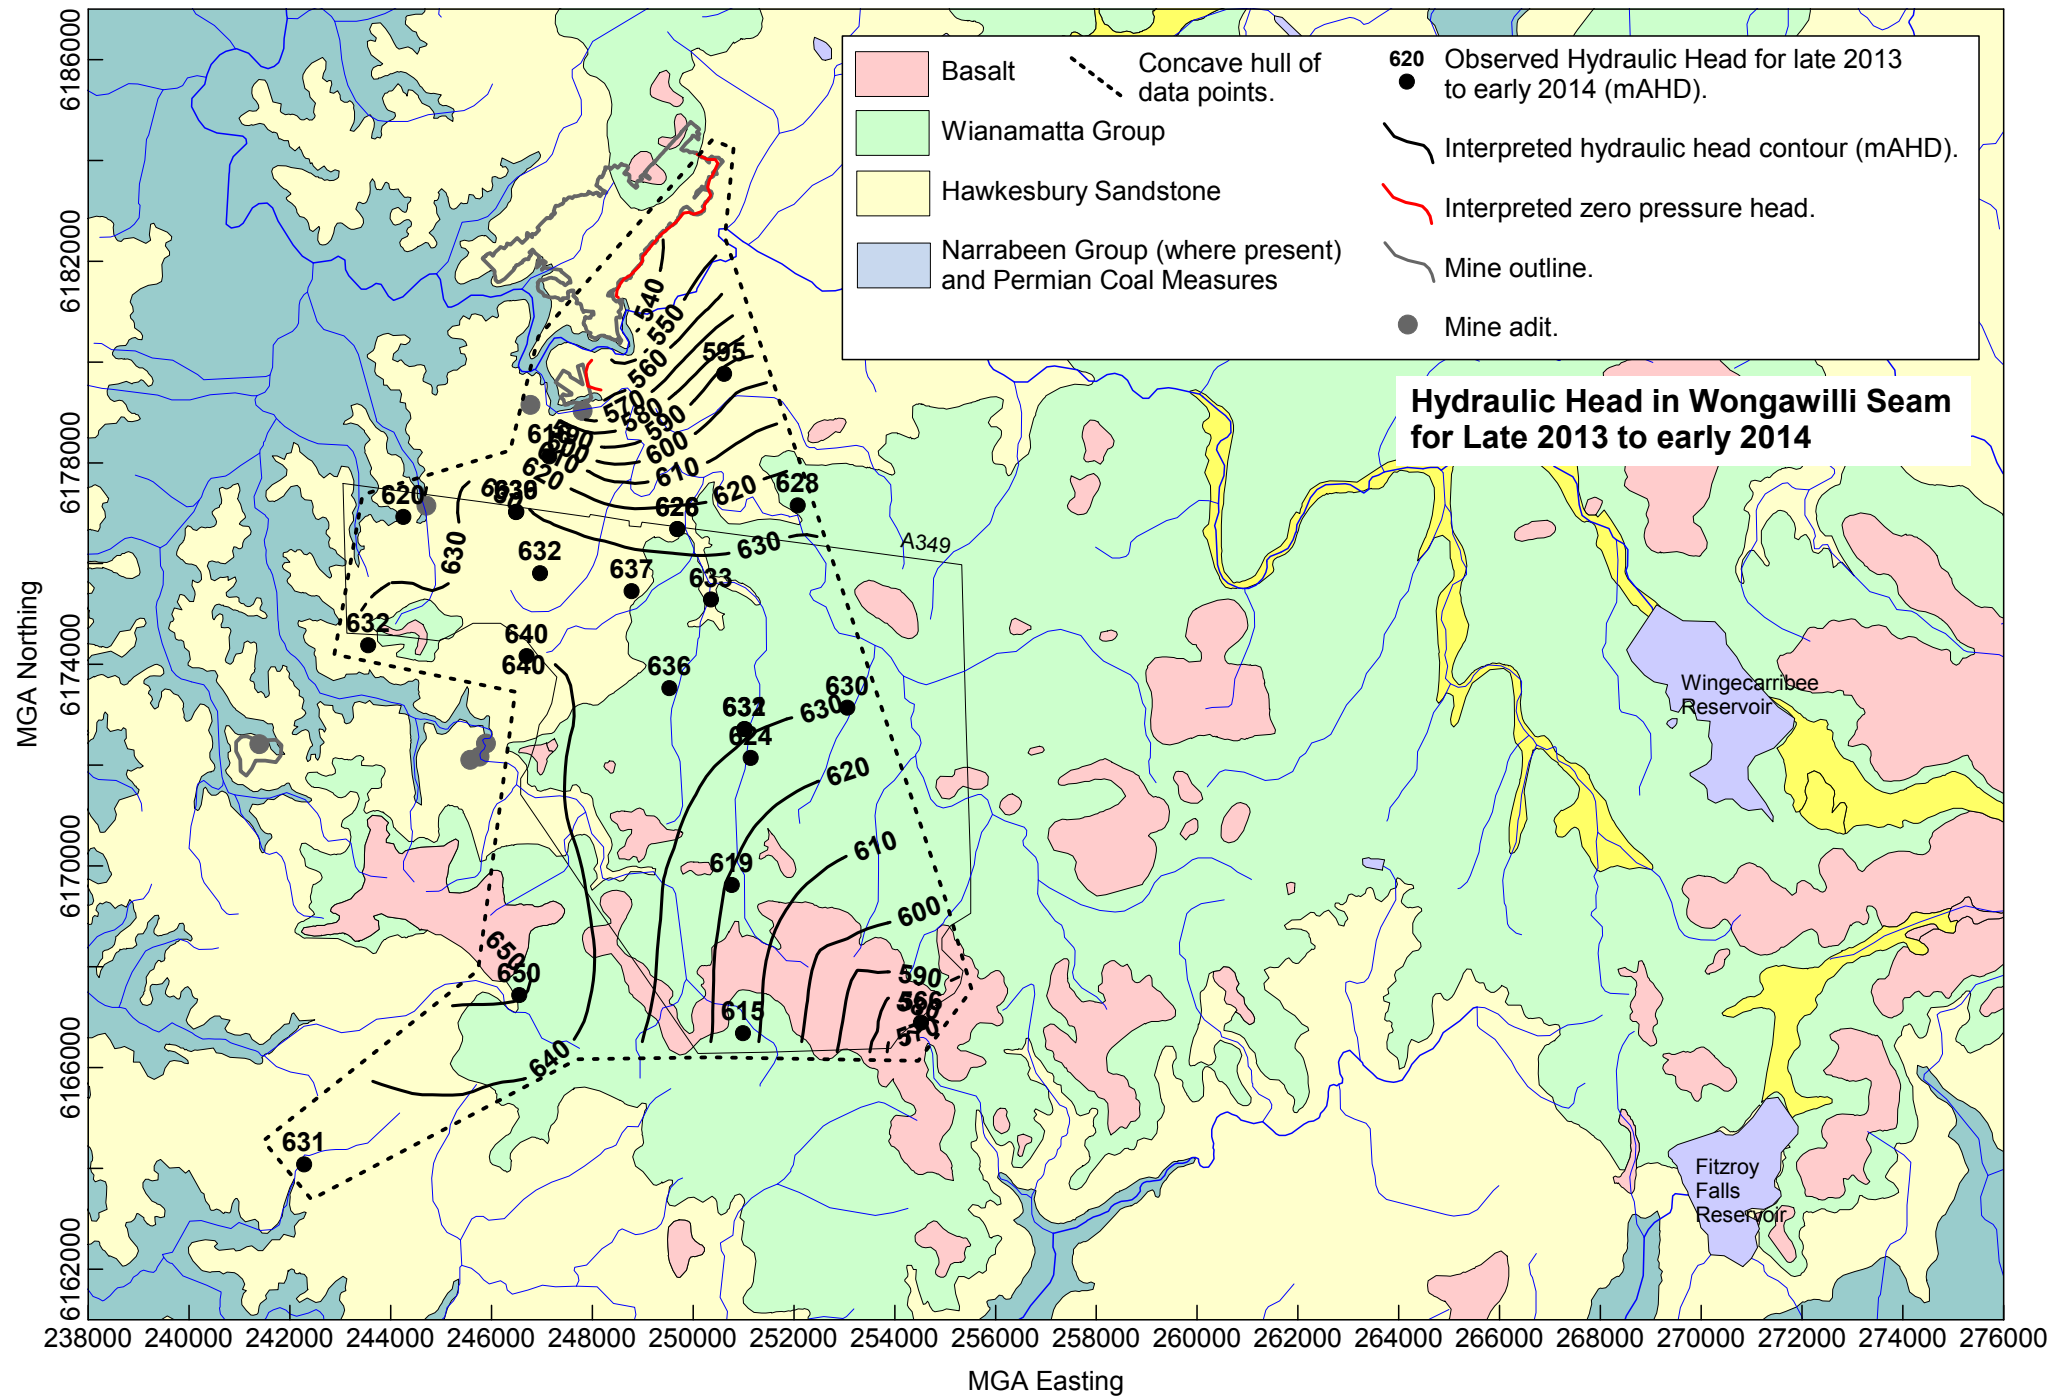 Basalt
Wianamatta Group
Hawkesbury Sandstone
Narrabeen Group (where present)
and Permian Coal Measures
Concave hull of
data points.
620
Observed Hydraulic Head for late 2013
to early 2014 (mAHD).
Interpreted hydraulic head contour (mAHD).
Interpreted zero pressure head.
Mine outline.
Mine adit.
Hydraulic Head in Wongawilli Seam
for Late 2013 to early 2014
540
550
560
595
570
580
590
600
610
620
620
628
630
A349
630
632
637
633
632
640
640
636
630
630
624
620
619
610
600
650
650
590
566
615
570
640
631
Wingecarribee
Reservoir
Fitzroy
Falls
Reservoir
MGA Northing
6186000
6182000
6178000
6174000
6170000
6166000
6162000
238000 240000 242000 244000 246000 248000 250000 252000 254000 256000 258000 260000 262000 264000 266000 268000 270000 272000 274000 276000
MGA Easting